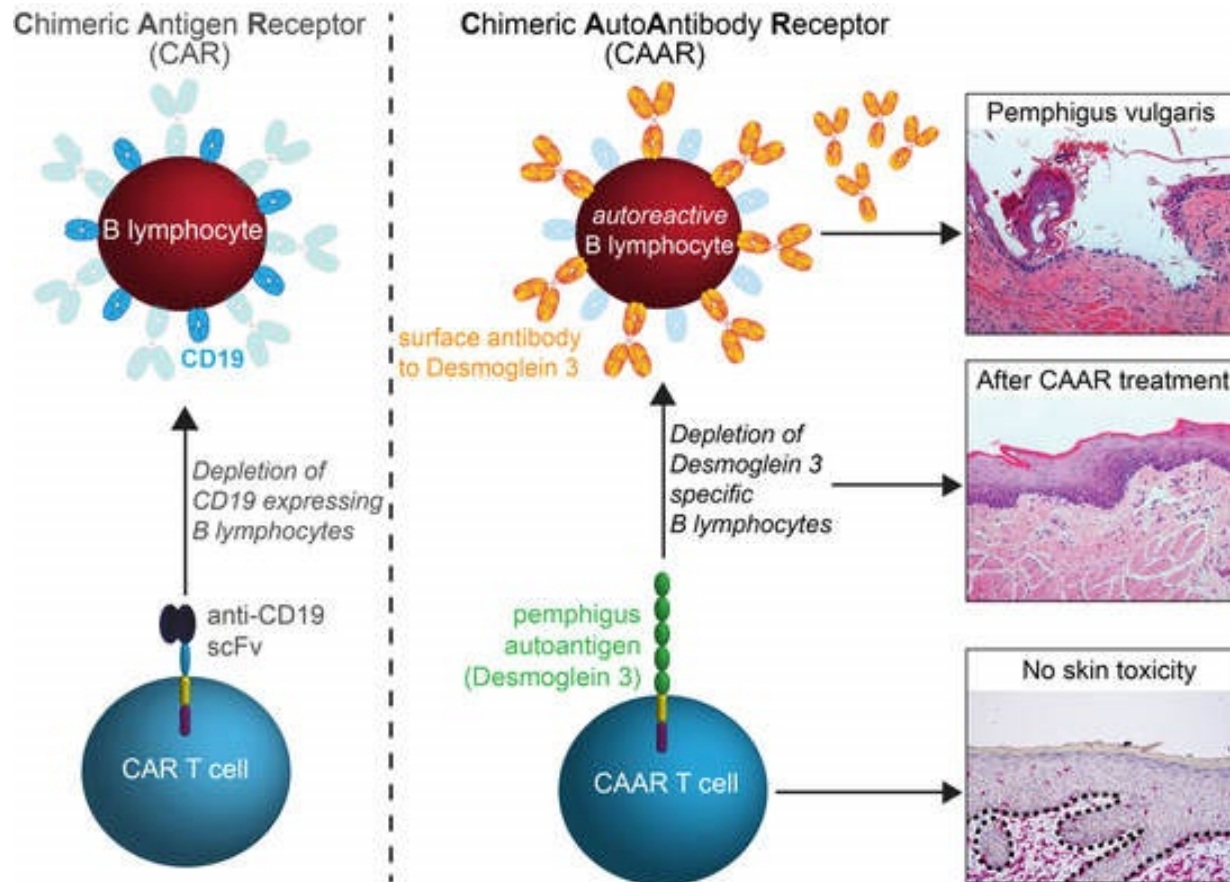 Chimeric Antigen Receptor
(CAR)
B lymphocyte
CD19
Depletion of
CD19 expressing
B lymphocytes
anti-CD19
scFv
CAR T cell
Chimeric AutoAntibody Receptor
(CAAR)
autoreactive
B lymphocyte
surface antibody
to Desmoglein 3
Depletion of
Desmoglein 3
specific
B lymphocytes
pemphigus
autoantigen
(Desmoglein 3)
CAAR T cell
Pemphigus vulgaris
After CAAR treatment
No skin toxicity